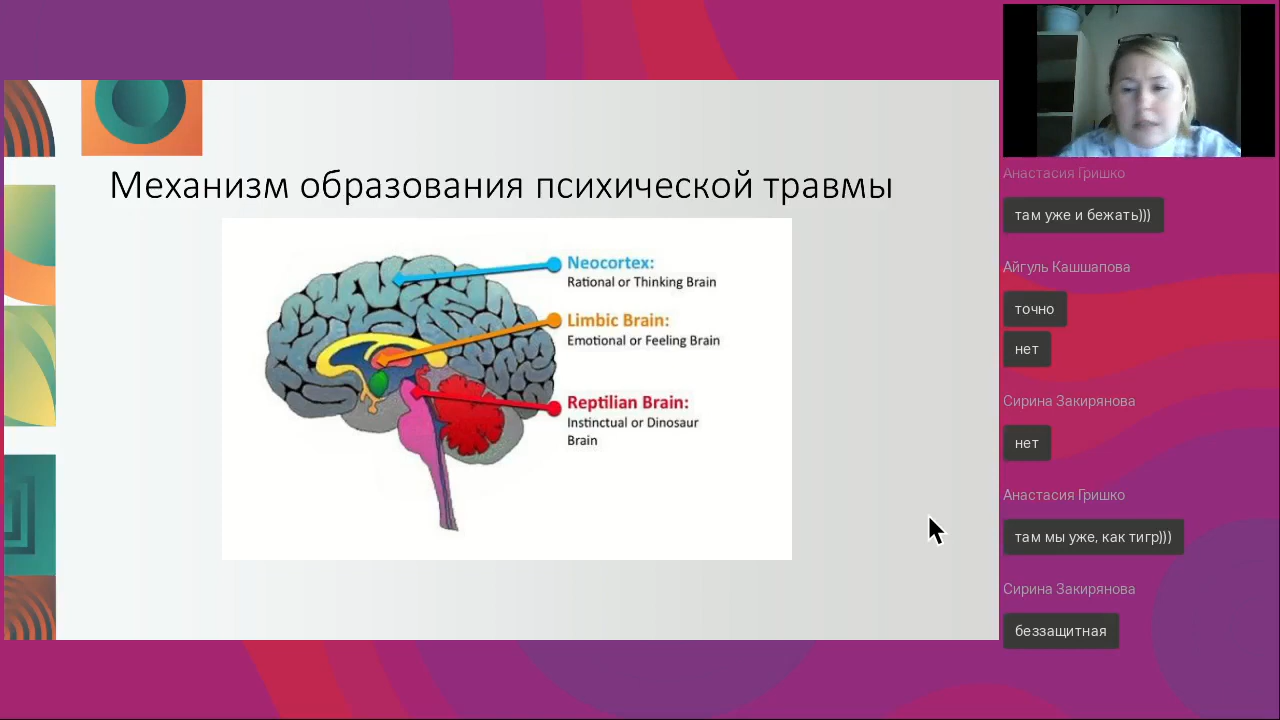 Механизм образования психической травмы
Neocortex:
Rational or Thinking Brain
Limbic Brain:
Emotional or Feeling Brain
Reptilian Brain:
Instinctual or Dinosaur
Brain
Анастасия Гришко
там уже и бежать)))
Айгуль Кашшапова
точно
нет
Сирина Закирянова
нет
Анастасия Гришко
там мы уже, как тигр)))
Сирина Закирянова
беззащитная